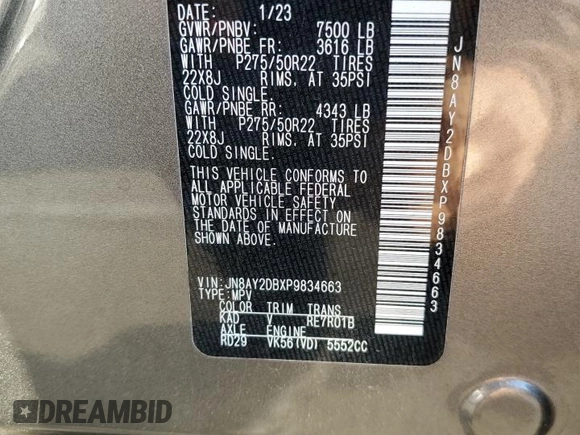 DATE: 1/23
GVWR/PNBV: 7500 LB
GAWR/PNBE FR: 3616 LB
WITH P275/50R22 TIRES
22X8J RIMS, AT 35PSI
COLD SINGLE.
GAWR/PNBE RR: 4343 LB
WITH P275/50R22 TIRES
22X8J RIMS, AT 35PSI
COLD SINGLE.
THIS VEHICLE CONFORMS TO
ALL APPLICABLE FEDERAL
MOTOR VEHICLE SAFETY
STANDARDS IN EFFECT ON
THE DATE OF MANUFACTURE
SHOWN ABOVE.
VIN:JN8AY2DBXP9834663
TYPE:MPV
COLOR TRIM TRANS
KAD V RE7R01B
AXLE ENGINE
RD29 VK56(VD) 5552CC
JN8AY2DBXP9834663
DREAMBID